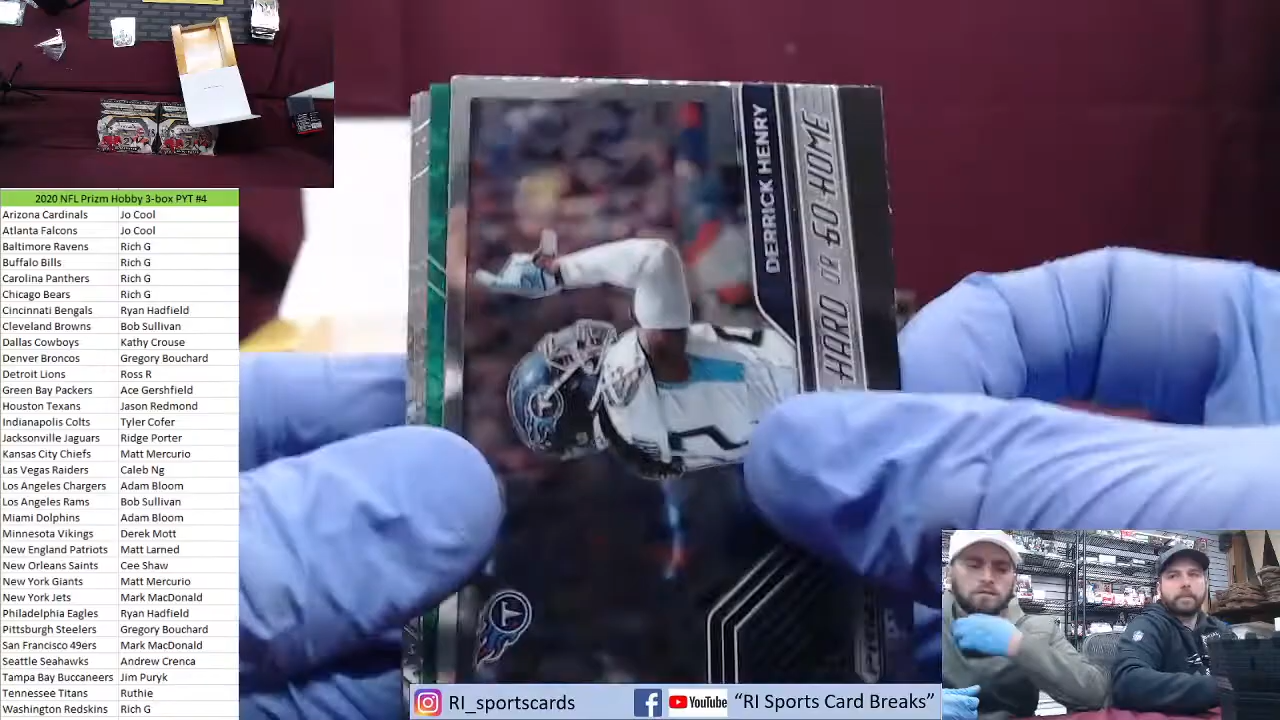 2020 NFL Prizm Hobby 3-box PYT #4
Arizona Cardinals Jo Cool
Atlanta Falcons Jo Cool
Baltimore Ravens Rich G
Buffalo Bills Rich G
Carolina Panthers Rich G
Chicago Bears Rich G
Cincinnati Bengals Ryan Hadfield
Cleveland Browns Bob Sullivan
Dallas Cowboys Kathy Crouse
Denver Broncos Gregory Bouchard
Detroit Lions Ross R
Green Bay Packers Ace Gershfield
Houston Texans Jason Redmond
Indianapolis Colts Tyler Cofer
Jacksonville Jaguars Ridge Porter
Kansas City Chiefs Matt Mercurio
Las Vegas Raiders Caleb Ng
Los Angeles Chargers Adam Bloom
Los Angeles Rams Bob Sullivan
Miami Dolphins Adam Bloom
Minnesota Vikings Derek Mott
New England Patriots Matt Larned
New Orleans Saints Cee Shaw
New York Giants Matt Mercurio
New York Jets Mark MacDonald
Philadelphia Eagles Ryan Hadfield
Pittsburgh Steelers Gregory Bouchard
San Francisco 49ers Mark MacDonald
Seattle Seahawks Andrew Crenca
Tampa Bay Buccaneers Jim Puryk
Tennessee Titans Ruthie
Washington Redskins Rich G
DERRICK HENRY
HARD OR GO HOME
RI_sportscards
YouTube "RI Sports Card Breaks"